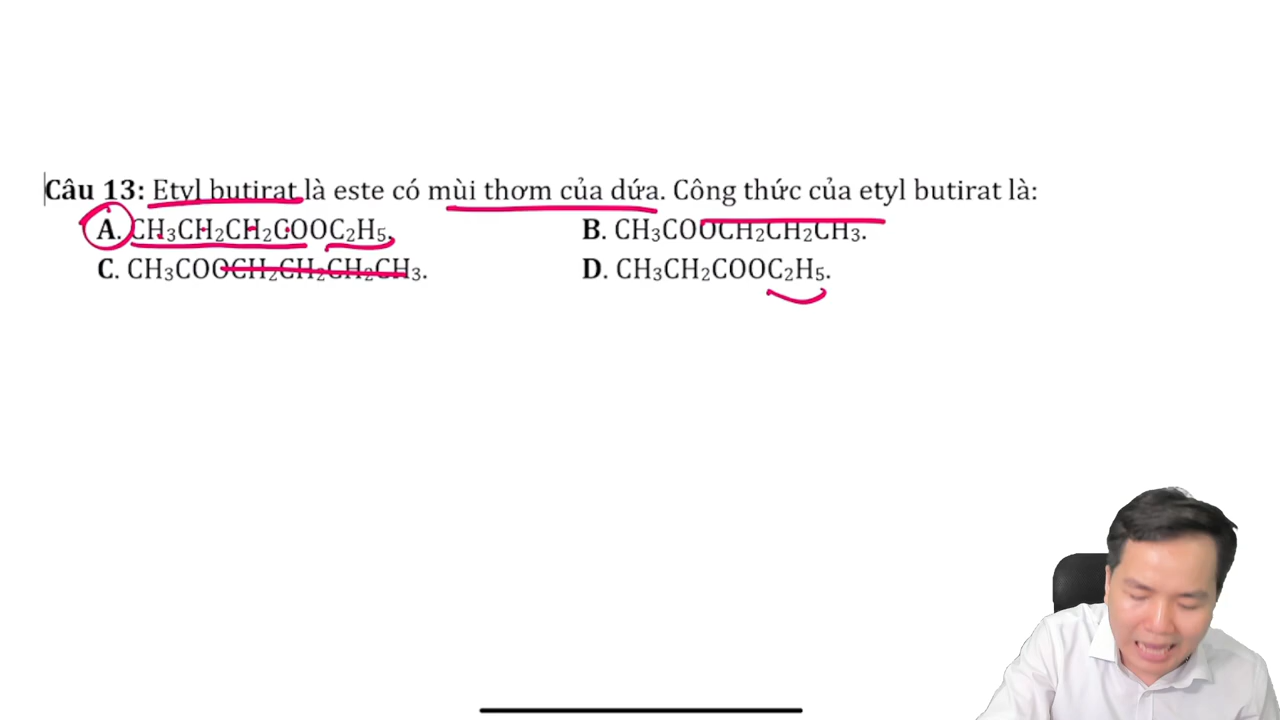 Câu 13: Etyl butirat là este có mùi thơm của dứa. Công thức của etyl butirat là:
A. CH₃CH₂CH₂COOC₂H₅. B. CH₃COOCH₂CH₂CH₃.
C. CH₃COOCH₂CH₂CH₂CH₃. D. CH₃CH₂COOC₂H₅.